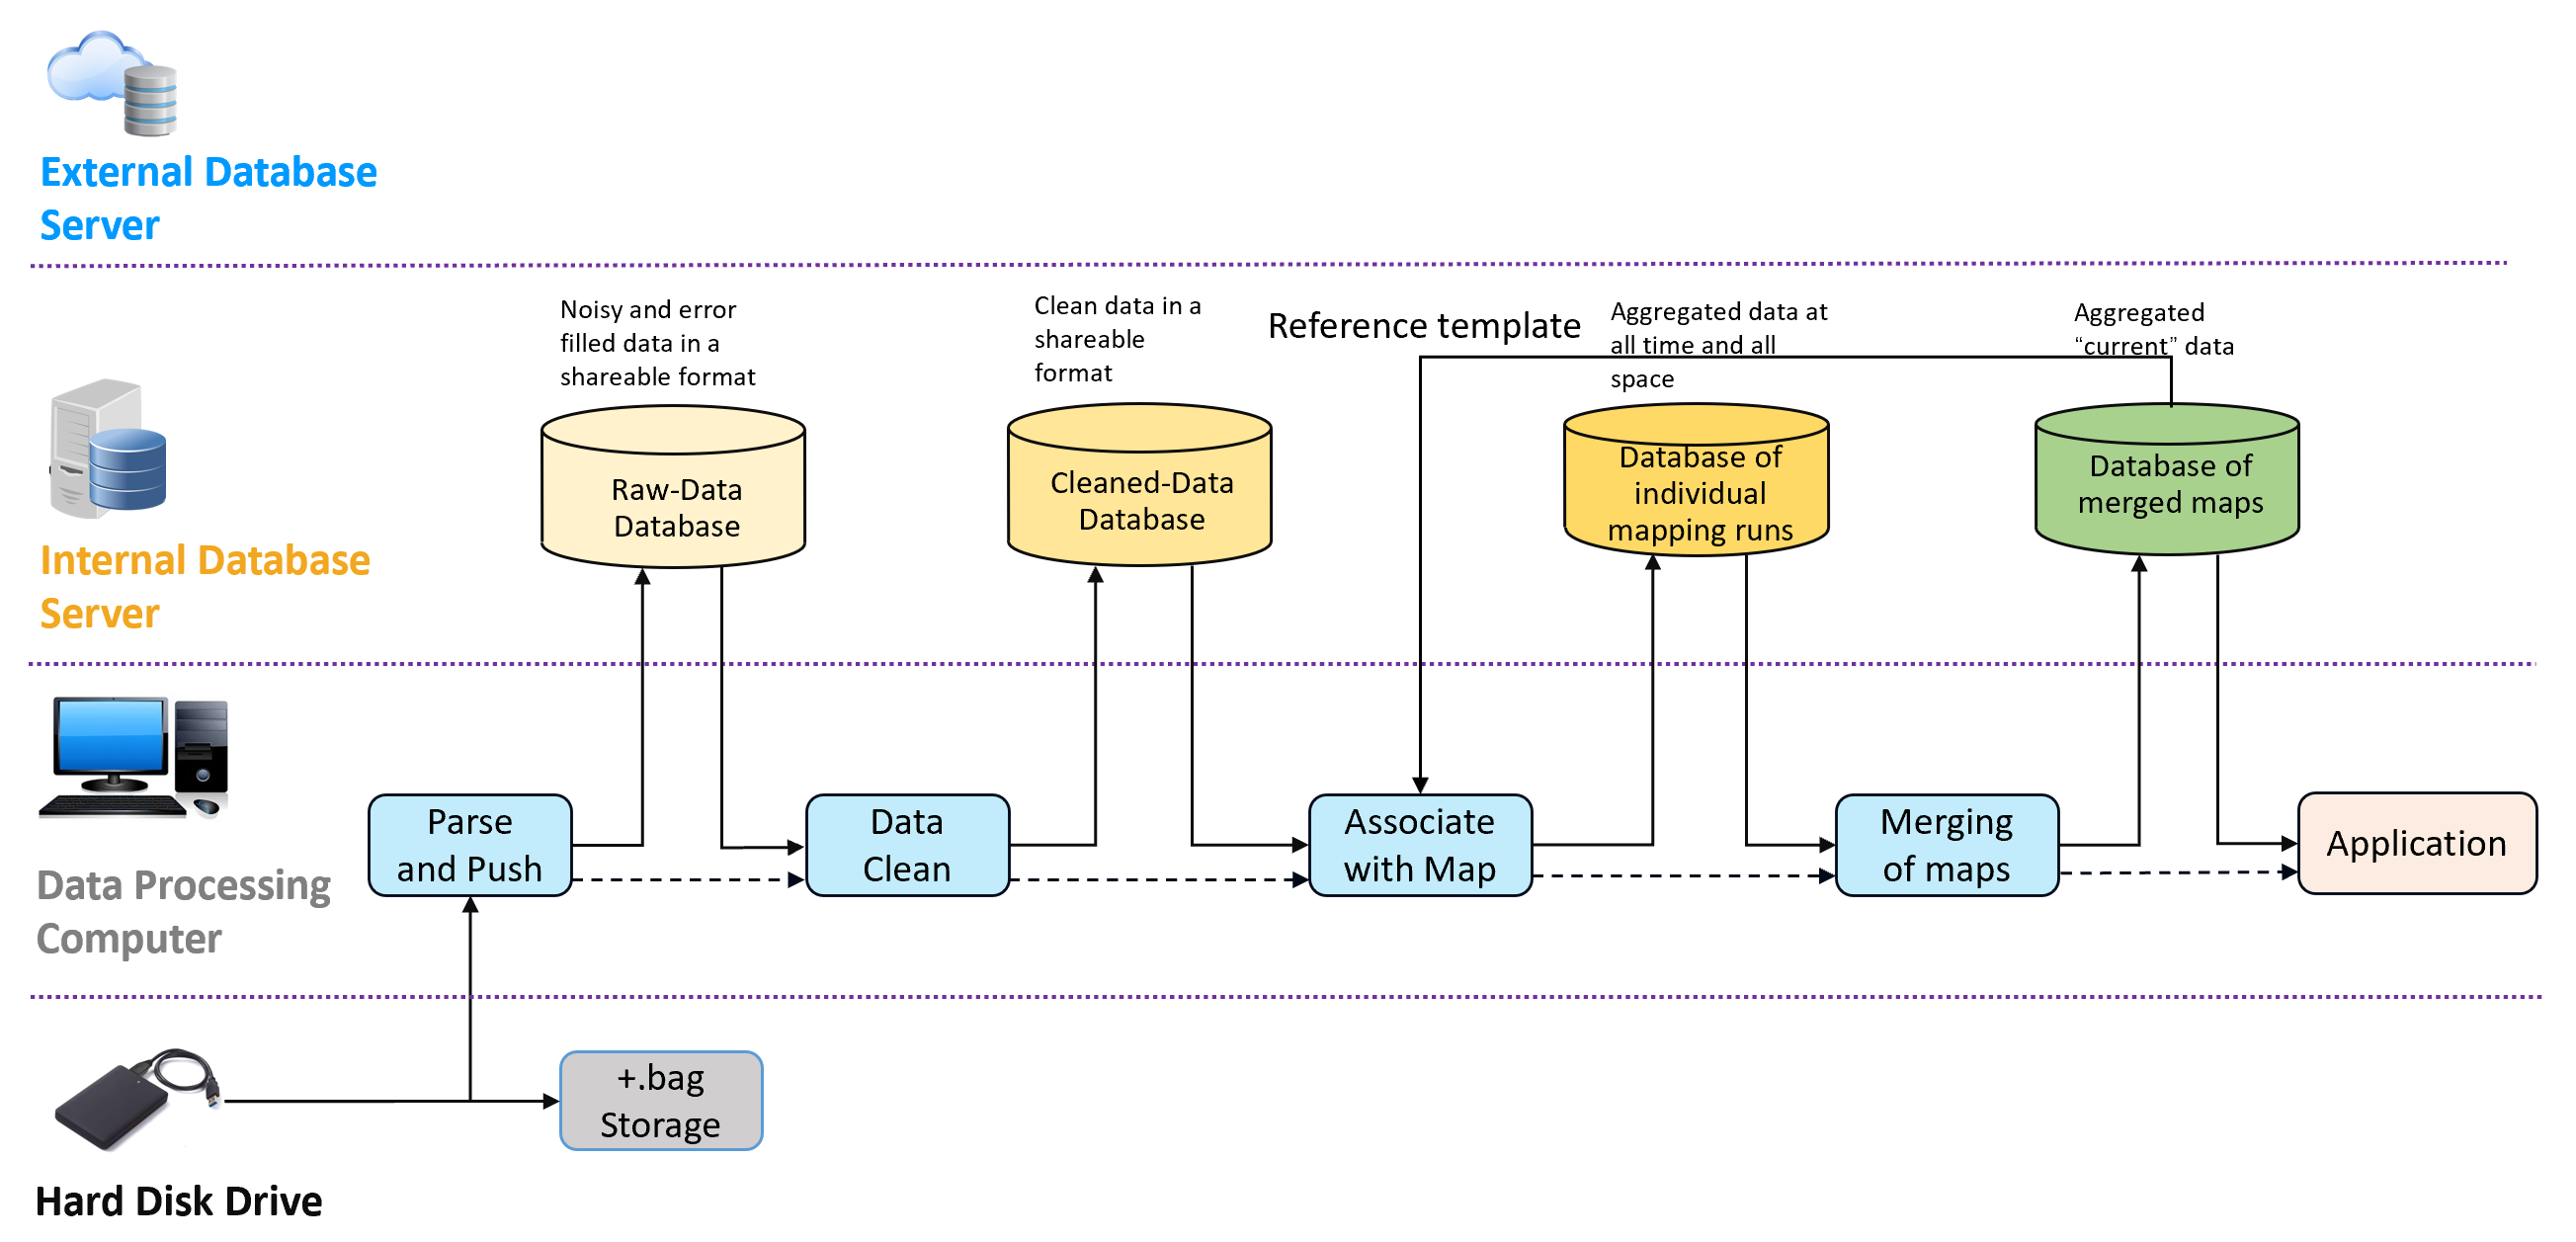 External Database
Server
Noisy and error
filled data in a
shareable format
Clean data in a
shareable
format
Reference template
Aggregated data at
all time and all
space
Aggregated
“current” data
Raw-Data
Database
Cleaned-Data
Database
Database of
individual
mapping runs
Database of
merged maps
Internal Database
Server
Parse
and Push
Data
Clean
Associate
with Map
Merging
of maps
Application
Data Processing
Computer
+.bag
Storage
Hard Disk Drive